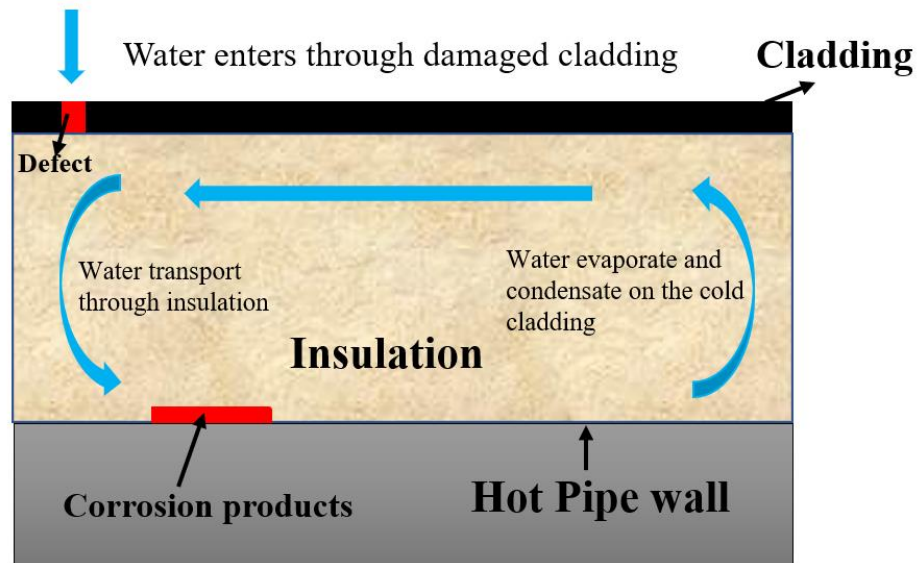 Water enters through damaged cladding
Cladding
Defect
Water transport
through insulation
Water evaporate and
condensate on the cold
cladding
Insulation
Corrosion products
Hot Pipe wall